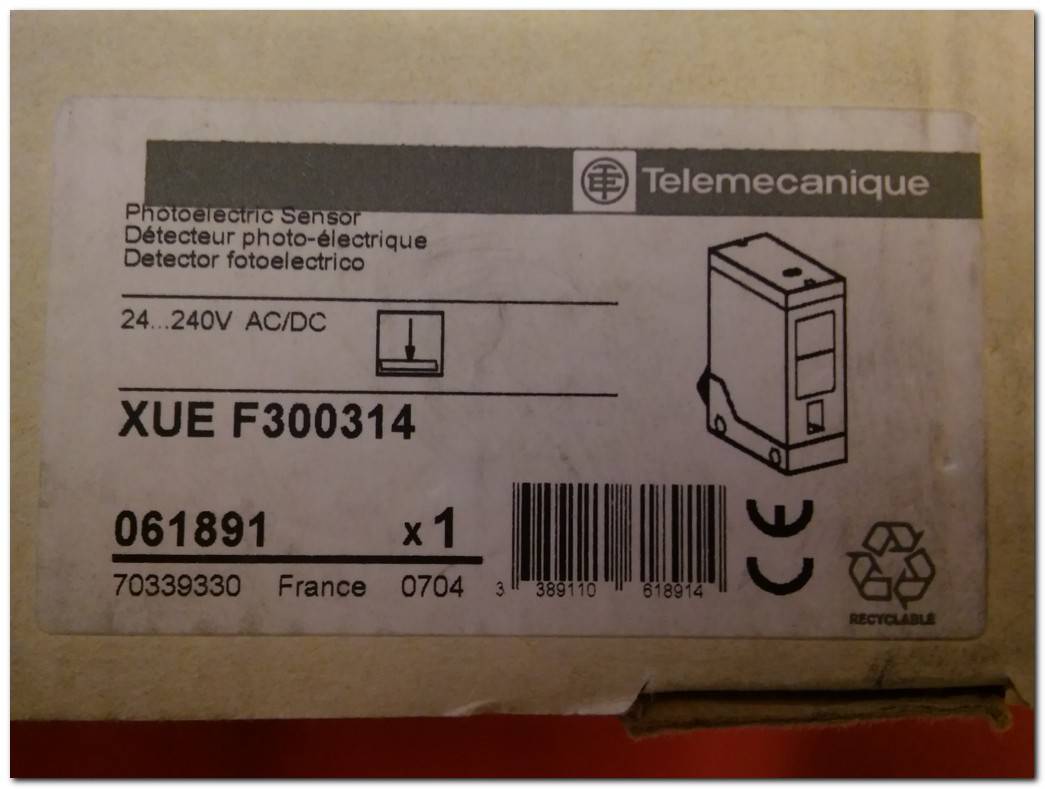 Telemecanique
Photoelectric Sensor
Détecteur photo-électrique
Detector fotoelectrico
24...240V AC/DC
XUE F300314
061891 x 1
70339330 France 0704
3 389110 618914
CE
RECYCLABLE